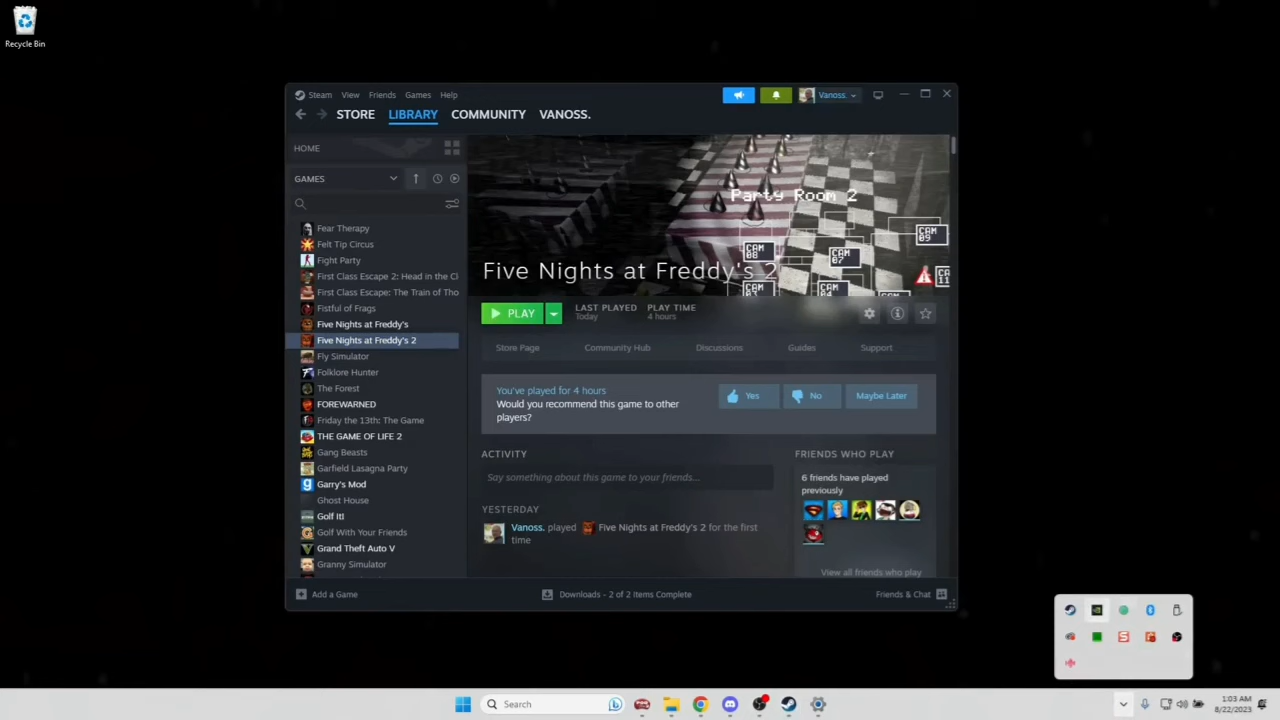 Recycle Bin
Steam View Friends Games Help
Vanoss.
STORE LIBRARY COMMUNITY VANOSS.
HOME
GAMES
Fear Therapy
Felt Tip Circus
Fight Party
First Class Escape 2: Head in the Cl
First Class Escape: The Train of Tho
Fistful of Frags
Five Nights at Freddy's
Five Nights at Freddy's 2
Fly Simulator
Folklore Hunter
The Forest
FOREWARNED
Friday the 13th: The Game
THE GAME OF LIFE 2
Gang Beasts
Garfield Lasagna Party
Garry's Mod
Ghost House
Golf It!
Golf With Your Friends
Grand Theft Auto V
Granny Simulator
Party Room 2
CAM 09
CAM 08
CAM 07
CAM 11
Five Nights at Freddy's 2
PLAY
LAST PLAYED
Today
PLAY TIME
4 hours
Store Page Community Hub Discussions Guides Support
You've played for 4 hours
Would you recommend this game to other
players?
Yes No Maybe Later
ACTIVITY
Say something about this game to your friends...
YESTERDAY
Vanoss. played Five Nights at Freddy's 2 for the first
time
FRIENDS WHO PLAY
6 friends have played
previously
View all friends who play
Add a Game
Downloads - 2 of 2 Items Complete
Friends & Chat
Search
1:03 AM
8/22/2023